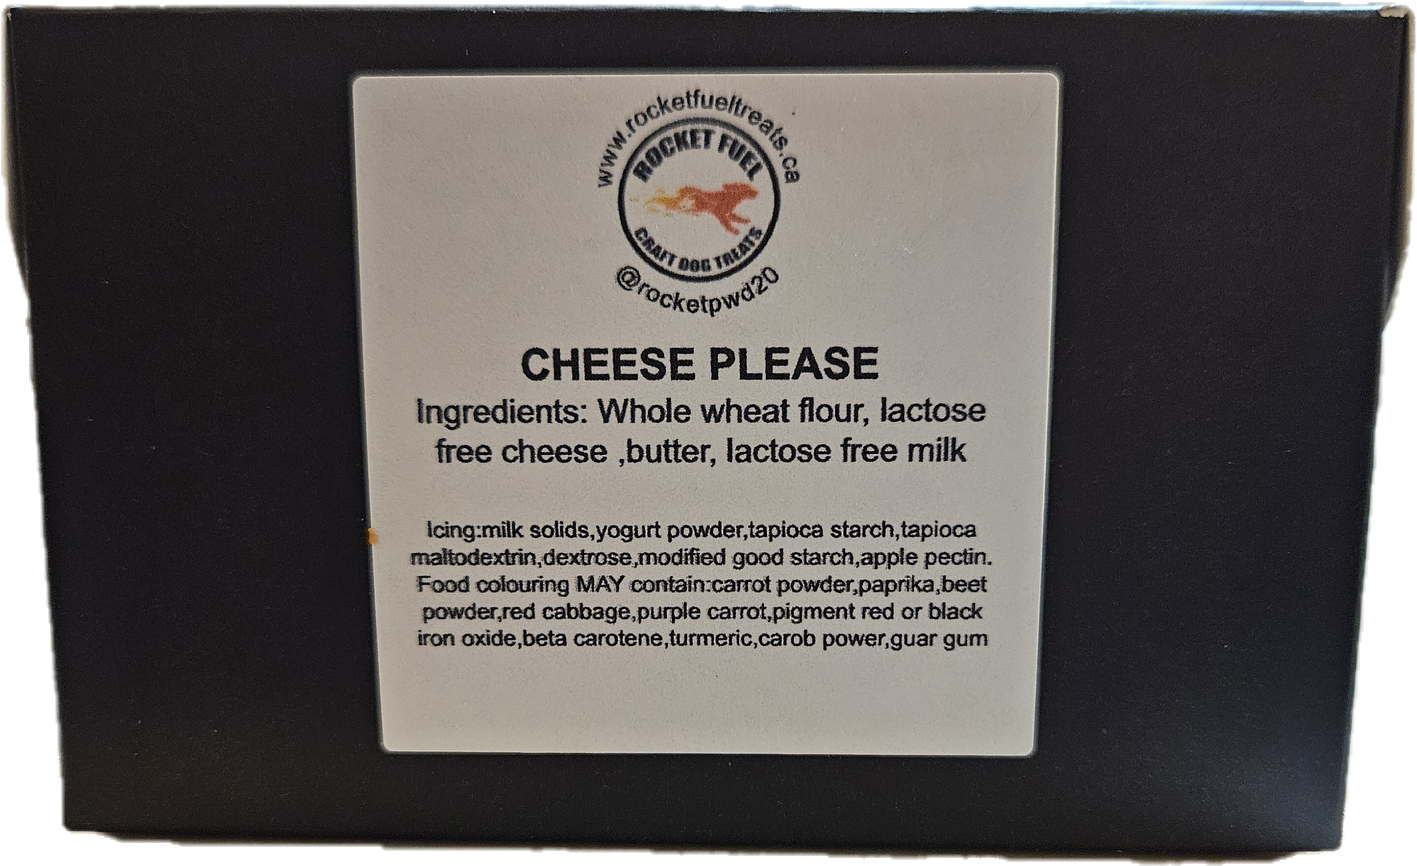 www.rocketfueltreats.ca
ROCKET FUEL
CRAFT DOG TREATS
@rocketpwd20
CHEESE PLEASE
Ingredients: Whole wheat flour, lactose
free cheese ,butter, lactose free milk
Icing:milk solids,yogurt powder,tapioca starch,tapioca
maltodextrin,dextrose,modified good starch,apple pectin.
Food colouring MAY contain:carrot powder,paprika,beet
powder,red cabbage,purple carrot,pigment red or black
iron oxide,beta carotene,turmeric,carob power,guar gum